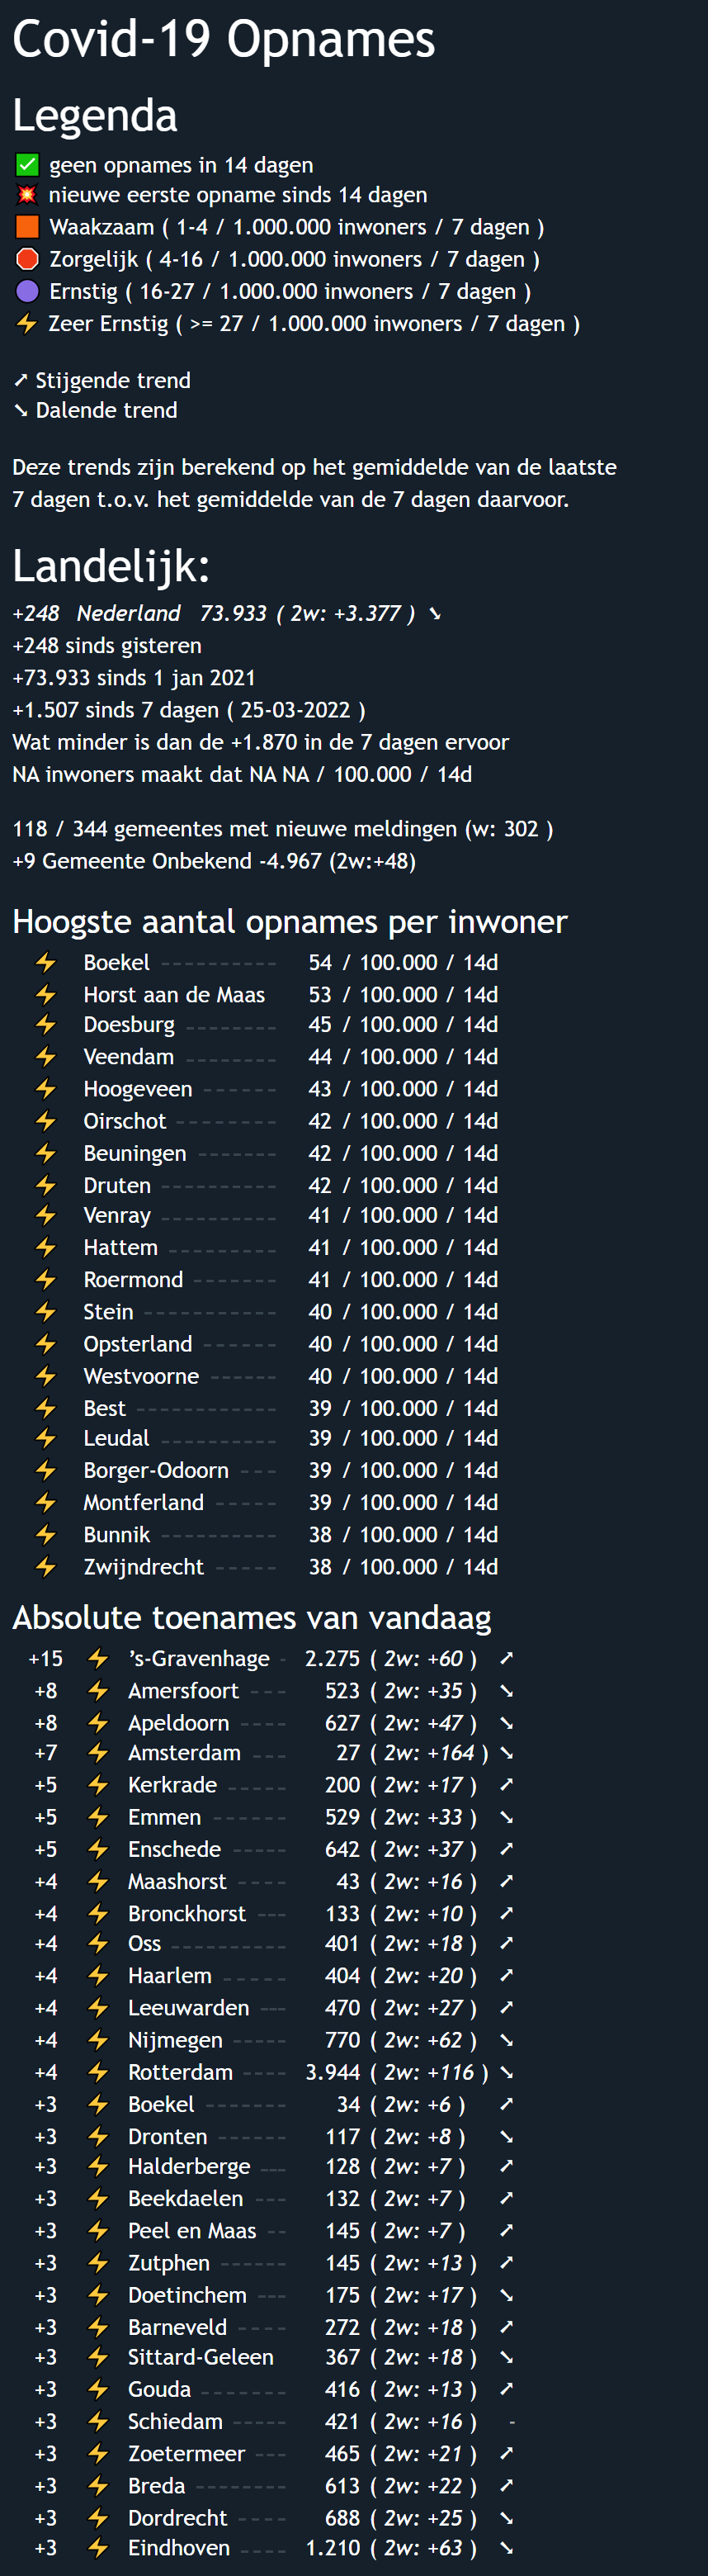 Covid-19 Opnames
Legenda
✅ geen opnames in 14 dagen
💥 nieuwe eerste opname sinds 14 dagen
🟧 Waakzaam ( 1-4 / 1.000.000 inwoners / 7 dagen )
🛑 Zorgelijk ( 4-16 / 1.000.000 inwoners / 7 dagen )
🟣 Ernstig ( 16-27 / 1.000.000 inwoners / 7 dagen )
⚡ Zeer Ernstig ( >= 27 / 1.000.000 inwoners / 7 dagen )
➚ Stijgende trend
➘ Dalende trend
Deze trends zijn berekend op het gemiddelde van de laatste
7 dagen t.o.v. het gemiddelde van de 7 dagen daarvoor.
Landelijk:
+248 Nederland 73.933 ( 2w: +3.377 ) ➘
+248 sinds gisteren
+73.933 sinds 1 jan 2021
+1.507 sinds 7 dagen ( 25-03-2022 )
Wat minder is dan de +1.870 in de 7 dagen ervoor
NA inwoners maakt dat NA NA / 100.000 / 14d
118 / 344 gemeentes met nieuwe meldingen (w: 302 )
+9 Gemeente Onbekend -4.967 (2w:+48)
Hoogste aantal opnames per inwoner
⚡ Boekel ---------- 54 / 100.000 / 14d
⚡ Horst aan de Maas 53 / 100.000 / 14d
⚡ Doesburg -------- 45 / 100.000 / 14d
⚡ Veendam -------- 44 / 100.000 / 14d
⚡ Hoogeveen ------ 43 / 100.000 / 14d
⚡ Oirschot --------- 42 / 100.000 / 14d
⚡ Beuningen ------- 42 / 100.000 / 14d
⚡ Druten ---------- 42 / 100.000 / 14d
⚡ Venray ---------- 41 / 100.000 / 14d
⚡ Hattem --------- 41 / 100.000 / 14d
⚡ Roermond ------- 41 / 100.000 / 14d
⚡ Stein ----------- 40 / 100.000 / 14d
⚡ Opsterland ------ 40 / 100.000 / 14d
⚡ Westvoorne ------ 40 / 100.000 / 14d
⚡ Best ------------ 39 / 100.000 / 14d
⚡ Leudal ---------- 39 / 100.000 / 14d
⚡ Borger-Odoorn --- 39 / 100.000 / 14d
⚡ Montferland ----- 39 / 100.000 / 14d
⚡ Bunnik ---------- 38 / 100.000 / 14d
⚡ Zwijndrecht ----- 38 / 100.000 / 14d
Absolute toenames van vandaag
+15 ⚡ ’s-Gravenhage - 2.275 ( 2w: +60 ) ➚
+8 ⚡ Amersfoort --- 523 ( 2w: +35 ) ➘
+8 ⚡ Apeldoorn ---- 627 ( 2w: +47 ) ➘
+7 ⚡ Amsterdam --- 27 ( 2w: +164 ) ➘
+5 ⚡ Kerkrade ----- 200 ( 2w: +17 ) ➚
+5 ⚡ Emmen ------ 529 ( 2w: +33 ) ➘
+5 ⚡ Enschede ----- 642 ( 2w: +37 ) ➚
+4 ⚡ Maashorst ---- 43 ( 2w: +16 ) ➚
+4 ⚡ Bronckhorst --- 133 ( 2w: +10 ) ➚
+4 ⚡ Oss ---------- 401 ( 2w: +18 ) ➚
+4 ⚡ Haarlem ----- 404 ( 2w: +20 ) ➚
+4 ⚡ Leeuwarden --- 470 ( 2w: +27 ) ➚
+4 ⚡ Nijmegen ----- 770 ( 2w: +62 ) ➘
+4 ⚡ Rotterdam ---- 3.944 ( 2w: +116 ) ➘
+3 ⚡ Boekel ------- 34 ( 2w: +6 ) ➚
+3 ⚡ Dronten ------ 117 ( 2w: +8 ) ➘
+3 ⚡ Halderberge --- 128 ( 2w: +7 ) ➚
+3 ⚡ Beekdaelen --- 132 ( 2w: +7 ) ➚
+3 ⚡ Peel en Maas -- 145 ( 2w: +7 ) ➚
+3 ⚡ Zutphen ------ 145 ( 2w: +13 ) ➚
+3 ⚡ Doetinchem --- 175 ( 2w: +17 ) ➘
+3 ⚡ Barneveld ---- 272 ( 2w: +18 ) ➚
+3 ⚡ Sittard-Geleen 367 ( 2w: +18 ) ➘
+3 ⚡ Gouda ------- 416 ( 2w: +13 ) ➚
+3 ⚡ Schiedam ----- 421 ( 2w: +16 ) -
+3 ⚡ Zoetermeer --- 465 ( 2w: +21 ) ➚
+3 ⚡ Breda -------- 613 ( 2w: +22 ) ➚
+3 ⚡ Dordrecht ---- 688 ( 2w: +25 ) ➘
+3 ⚡ Eindhoven ---- 1.210 ( 2w: +63 ) ➘